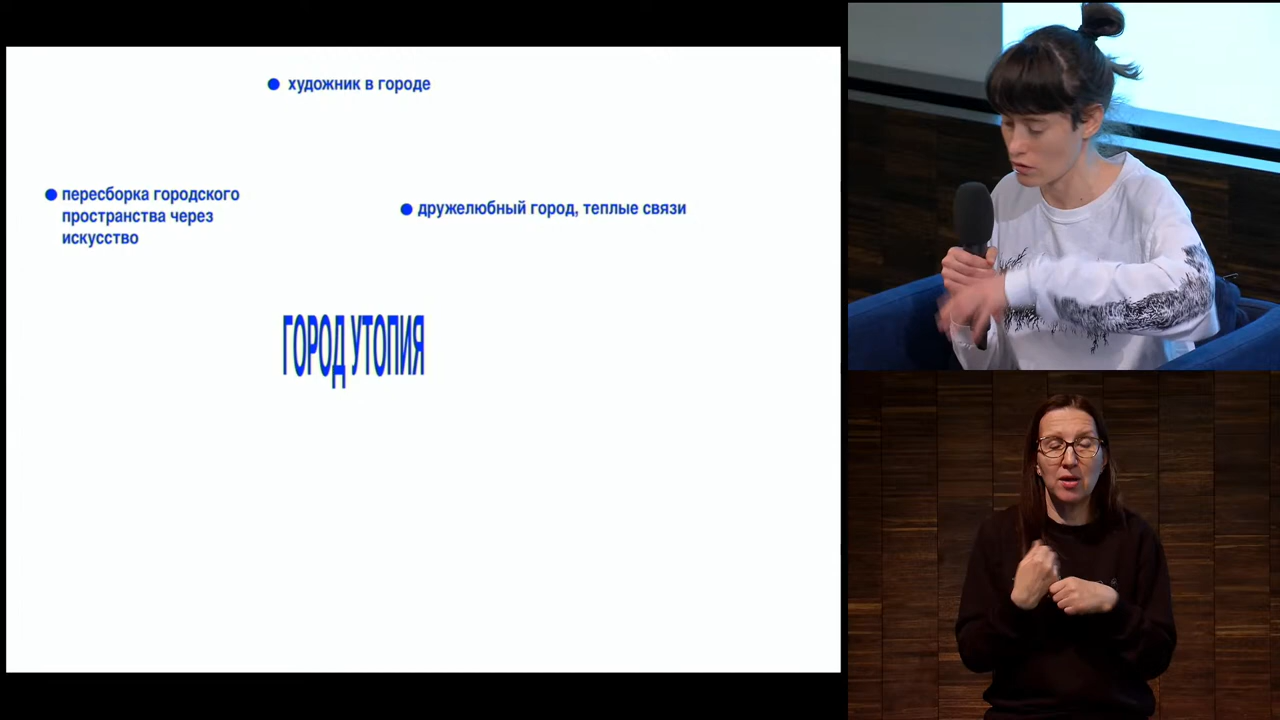 художник в городе
пересборка городского
пространства через
искусство
дружелюбный город, теплые связи
ГОРОД УТОПИЯ